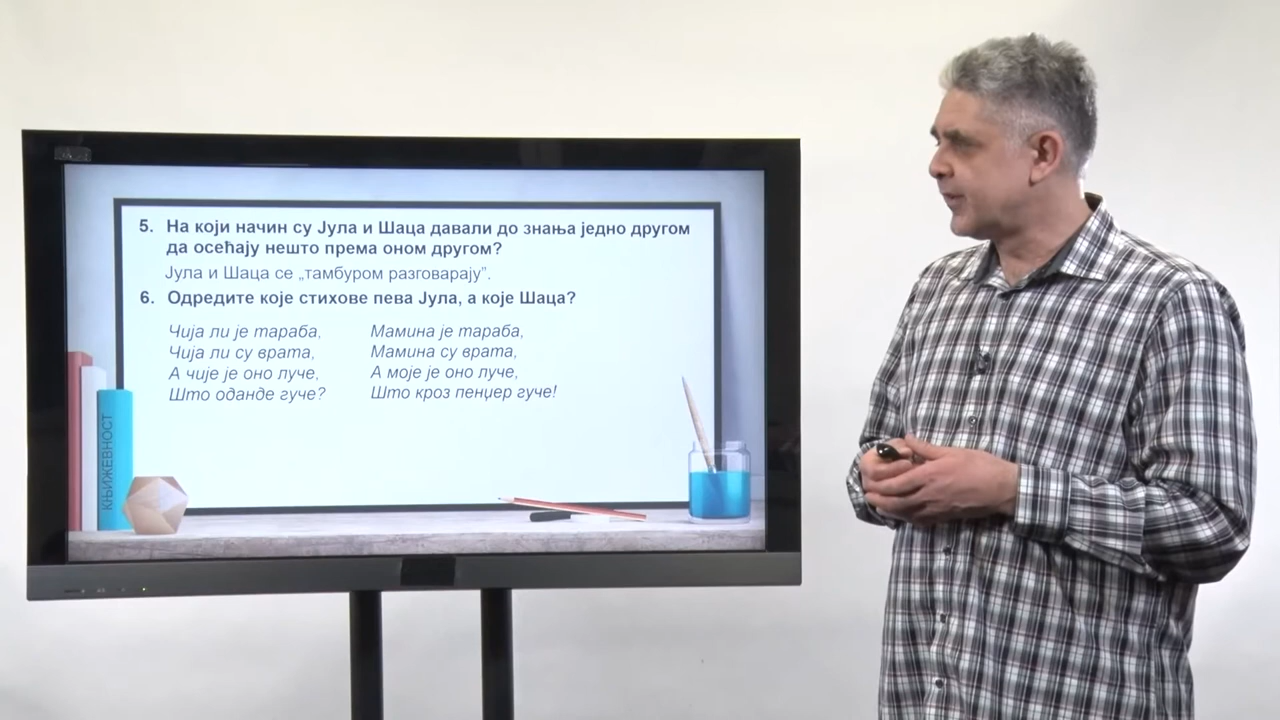 5. На који начин су Јула и Шаца давали до знања једно другом
да осећају нешто према оном другом?
Јула и Шаца се „тамбуром разговарају”.
6. Одредите које стихове пева Јула, а које Шаца?
Чија ли је тараба,
Чија ли су врата,
А чије је оно луче,
Што оданде гуче?
Мамина је тараба,
Мамина су врата,
А моје је оно луче,
Што кроз пенџер гуче!
КЊИЖЕВНОСТ